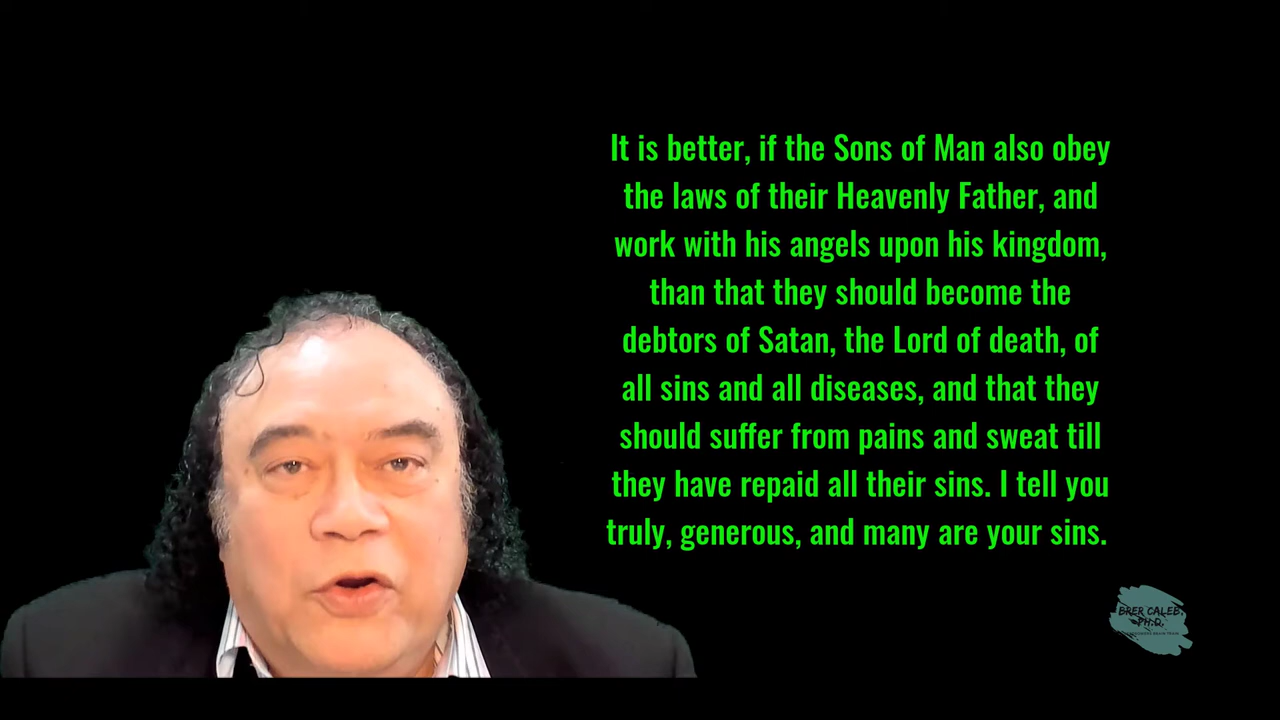 It is better, if the Sons of Man also obey
the laws of their Heavenly Father, and
work with his angels upon his kingdom,
than that they should become the
debtors of Satan, the Lord of death, of
all sins and all diseases, and that they
should suffer from pains and sweat till
they have repaid all their sins. I tell you
truly, generous, and many are your sins.
BRER CALEB,
PH.D.